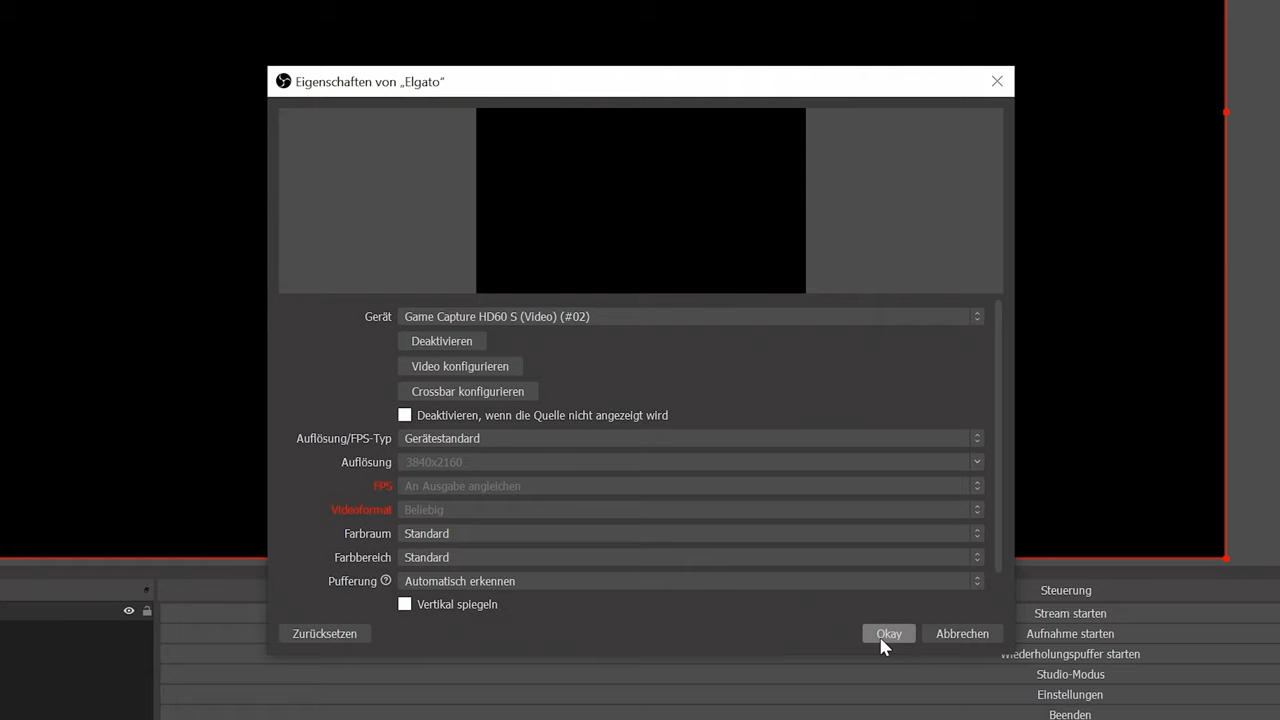 Eigenschaften von „Elgato“
Gerät Game Capture HD60 S (Video) (#02)
Deaktivieren
Video konfigurieren
Crossbar konfigurieren
Deaktivieren, wenn die Quelle nicht angezeigt wird
Auflösung/FPS-Typ Gerätestandard
Auflösung 3840x2160
FPS An Ausgabe angleichen
Videoformat Beliebig
Farbraum Standard
Farbbereich Standard
Pufferung Automatisch erkennen
Vertikal spiegeln
Zurücksetzen Okay Abbrechen
Steuerung
Stream starten
Aufnahme starten
Wiederholungspuffer starten
Studio-Modus
Einstellungen
Beenden